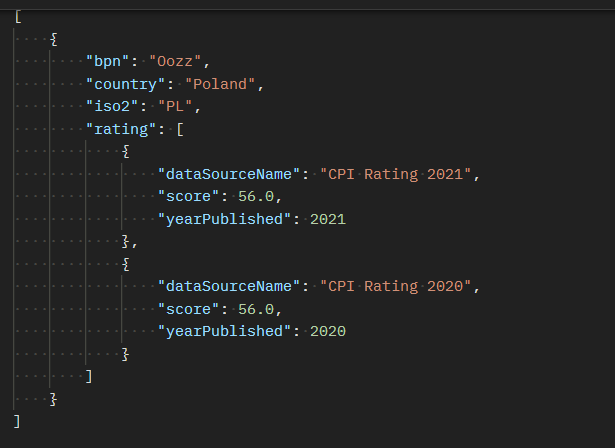 [
    {
        "bpn": "Oozz",
        "country": "Poland",
        "iso2": "PL",
        "rating": [
            {
                "dataSourceName": "CPI Rating 2021",
                "score": 56.0,
                "yearPublished": 2021
            },
            {
                "dataSourceName": "CPI Rating 2020",
                "score": 56.0,
                "yearPublished": 2020
            }
        ]
    }
]